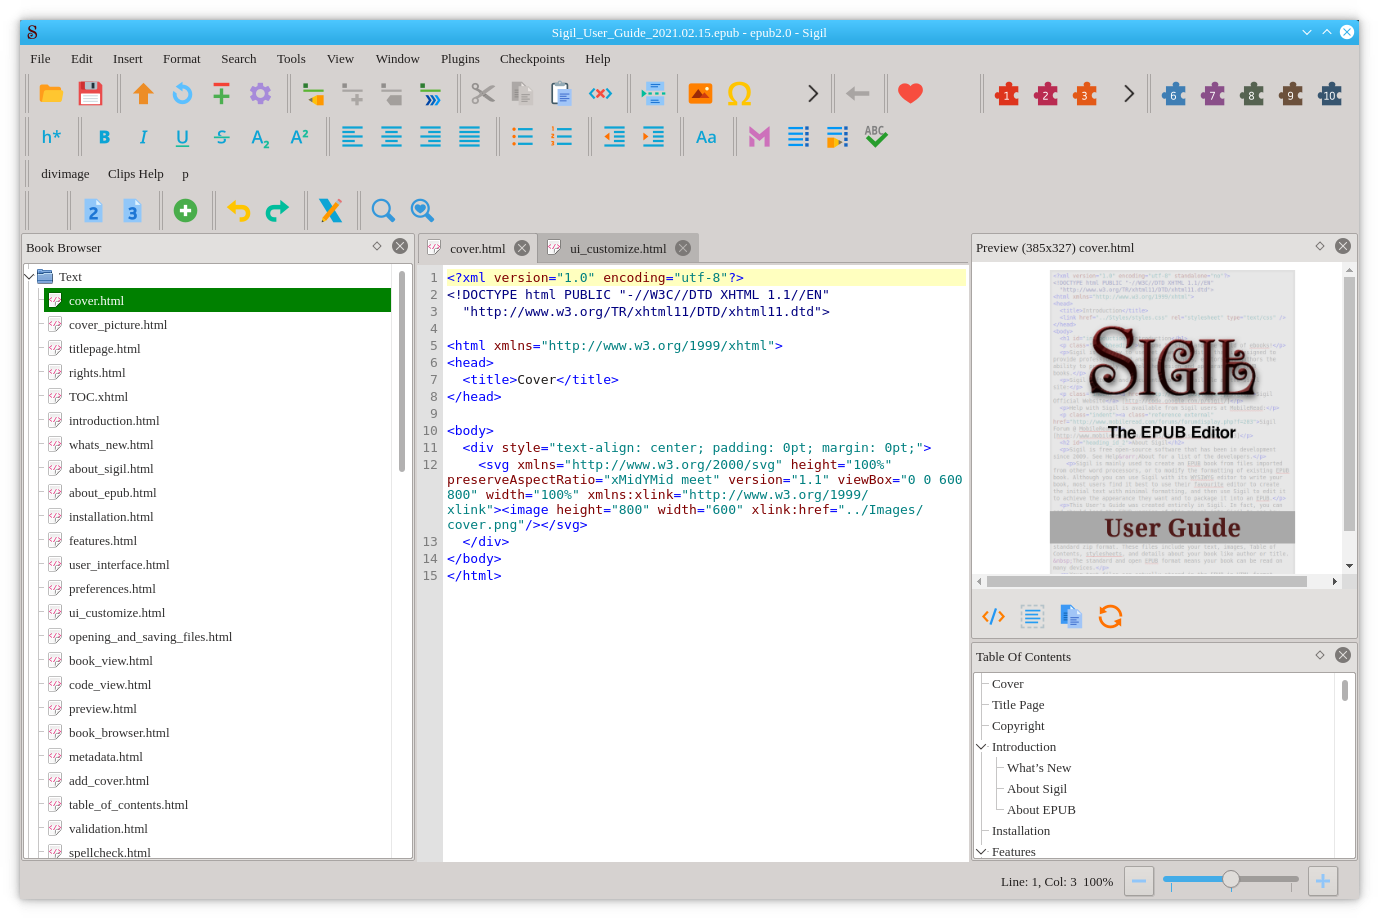 Sigil_User_Guide_2021.02.15.epub - epub2.0 - Sigil
File Edit Insert Format Search Tools View Window Plugins Checkpoints Help
1 2 3 6 7 8 9 10
h* B I U S A2 A2 Aa ABC
divimage Clips Help p
2 3
Book Browser
Text
cover.html
cover_picture.html
titlepage.html
rights.html
TOC.xhtml
introduction.html
whats_new.html
about_sigil.html
about_epub.html
installation.html
features.html
user_interface.html
preferences.html
ui_customize.html
opening_and_saving_files.html
book_view.html
code_view.html
preview.html
book_browser.html
metadata.html
add_cover.html
table_of_contents.html
validation.html
spellcheck.html
cover.html ui_customize.html
1 <?xml version="1.0" encoding="utf-8"?>
2 <!DOCTYPE html PUBLIC "-//W3C//DTD XHTML 1.1//EN"
3 "http://www.w3.org/TR/xhtml11/DTD/xhtml11.dtd">
4
5 <html xmlns="http://www.w3.org/1999/xhtml">
6 <head>
7 <title>Cover</title>
8 </head>
9
10 <body>
11 <div style="text-align: center; padding: 0pt; margin: 0pt;">
12 <svg xmlns="http://www.w3.org/2000/svg" height="100%"
preserveAspectRatio="xMidYMid meet" version="1.1" viewBox="0 0 600
800" width="100%" xmlns:xlink="http://www.w3.org/1999/
xlink"><image height="800" width="600" xlink:href="../Images/
cover.png"/></svg>
13 </div>
14 </body>
15 </html>
Preview (385x327) cover.html
SIGIL
The EPUB Editor
User Guide
Table Of Contents
Cover
Title Page
Copyright
Introduction
What’s New
About Sigil
About EPUB
Installation
Features
Line: 1, Col: 3 100%